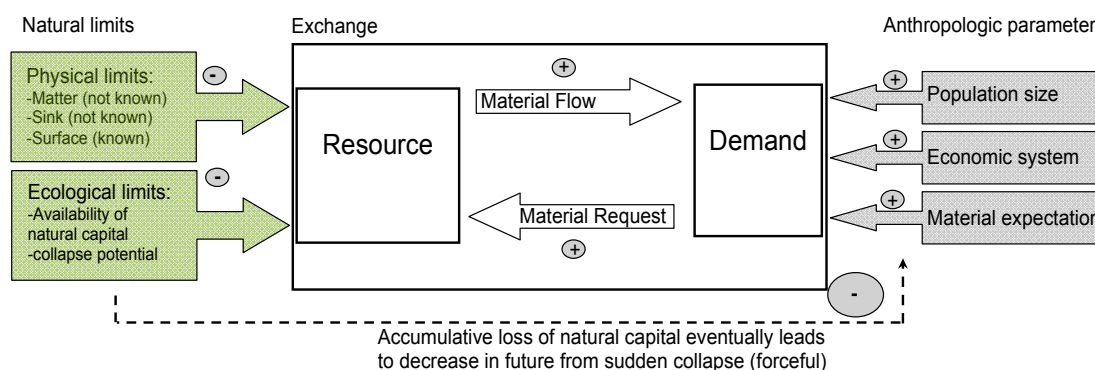 Natural limits
Exchange
Anthropologic parameter
Physical limits:
-Matter (not known)
-Sink (not known)
-Surface (known)
-
Ecological limits:
-Availability of
natural capital
-collapse potential
-
Resource
+
Material Flow
Material Request
+
Demand
+
Population size
+
Economic system
+
Material expectation
-
Accumulative loss of natural capital eventually leads
to decrease in future from sudden collapse (forceful)